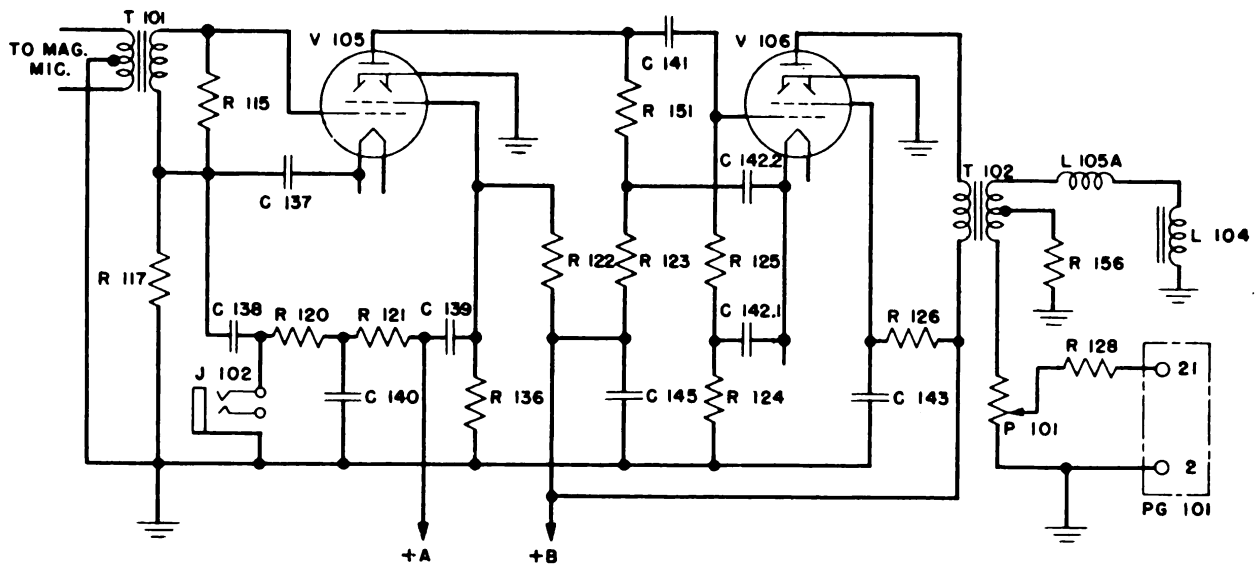 T 101
TO MAG.
MIC.
V 105
C 141
V 106
R 115
R 151
C 137
C 142.2
T 102
L 105A
L 104
R 117
R 122
R 123
R 125
R 156
C 138
R 120
R 121
C 139
C 142.1
R 126
R 128
J 102
C 140
R 136
C 145
R 124
C 143
P 101
21
2
PG 101
+A
+B